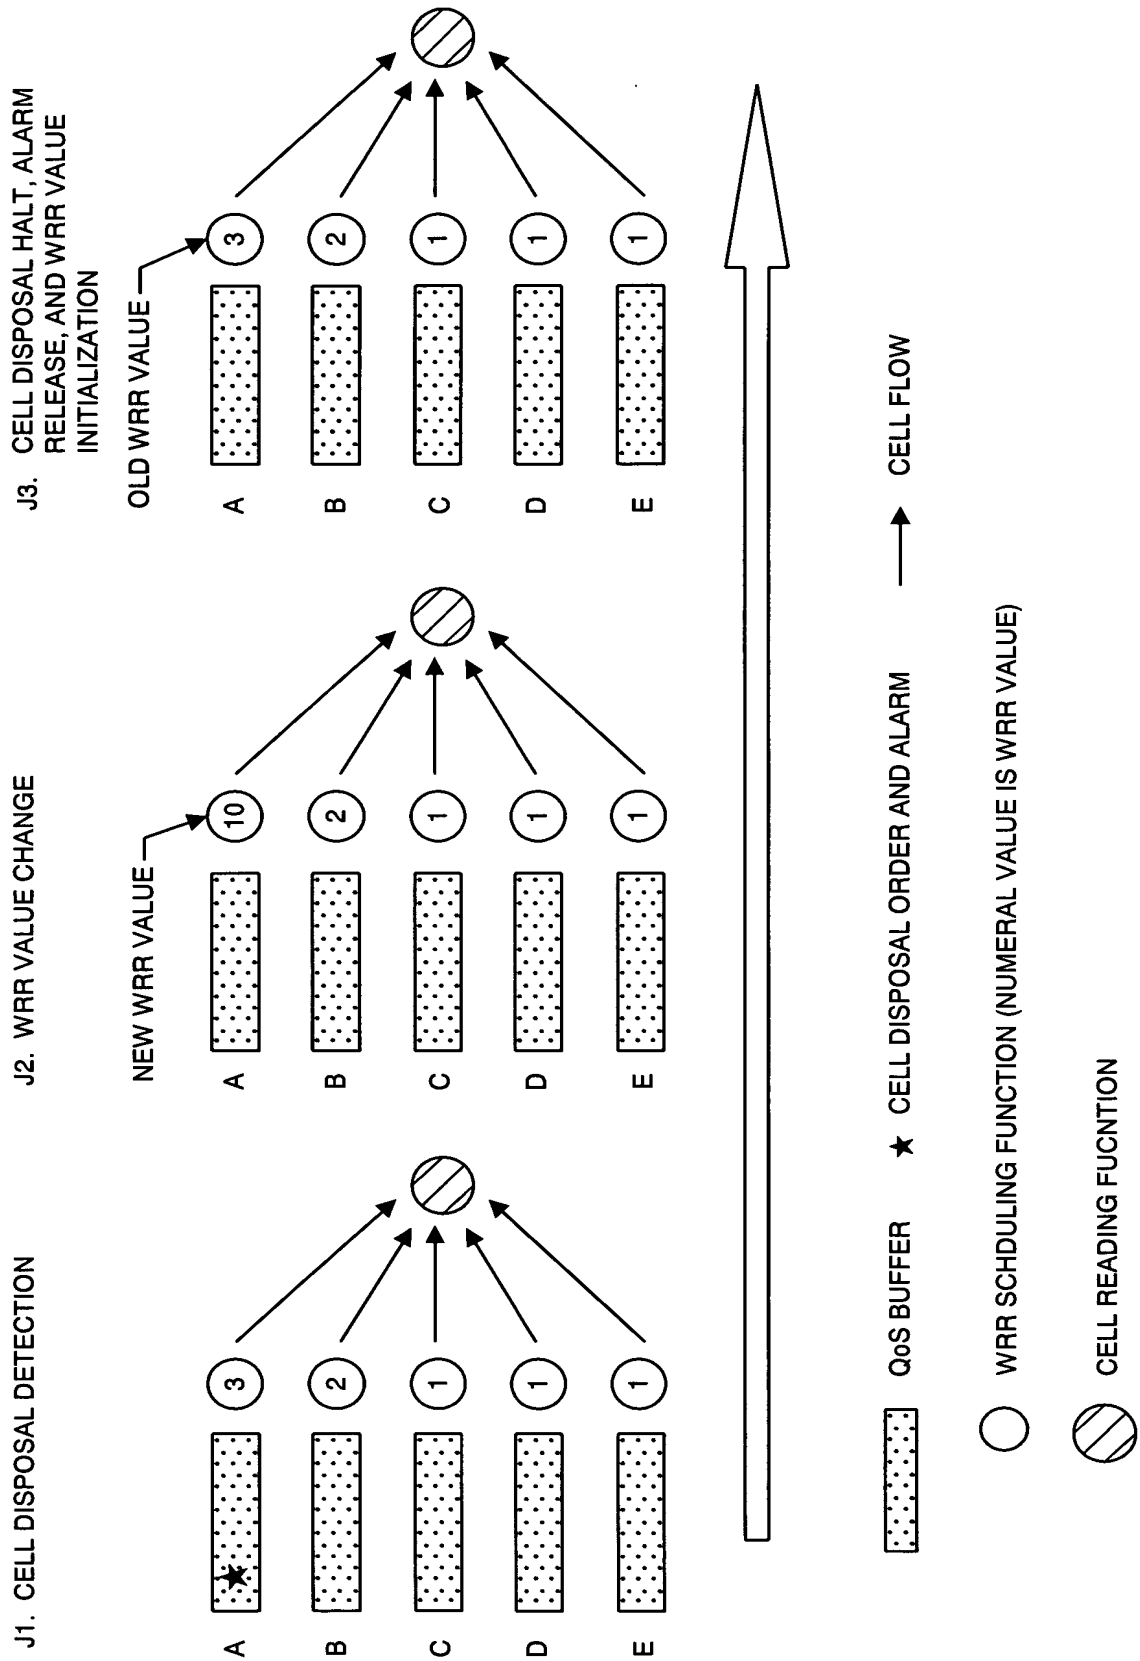 J1. CELL DISPOSAL DETECTION
A
3
B
2
C
1
D
1
E
1
J2. WRR VALUE CHANGE
NEW WRR VALUE
A
10
B
2
C
1
D
1
E
1
J3. CELL DISPOSAL HALT, ALARM
RELEASE, AND WRR VALUE
INITIALIZATION
OLD WRR VALUE
A
3
B
2
C
1
D
1
E
1
QoS BUFFER
CELL DISPOSAL ORDER AND ALARM
CELL FLOW
WRR SCHDULING FUNCTION (NUMERAL VALUE IS WRR VALUE)
CELL READING FUCNTION